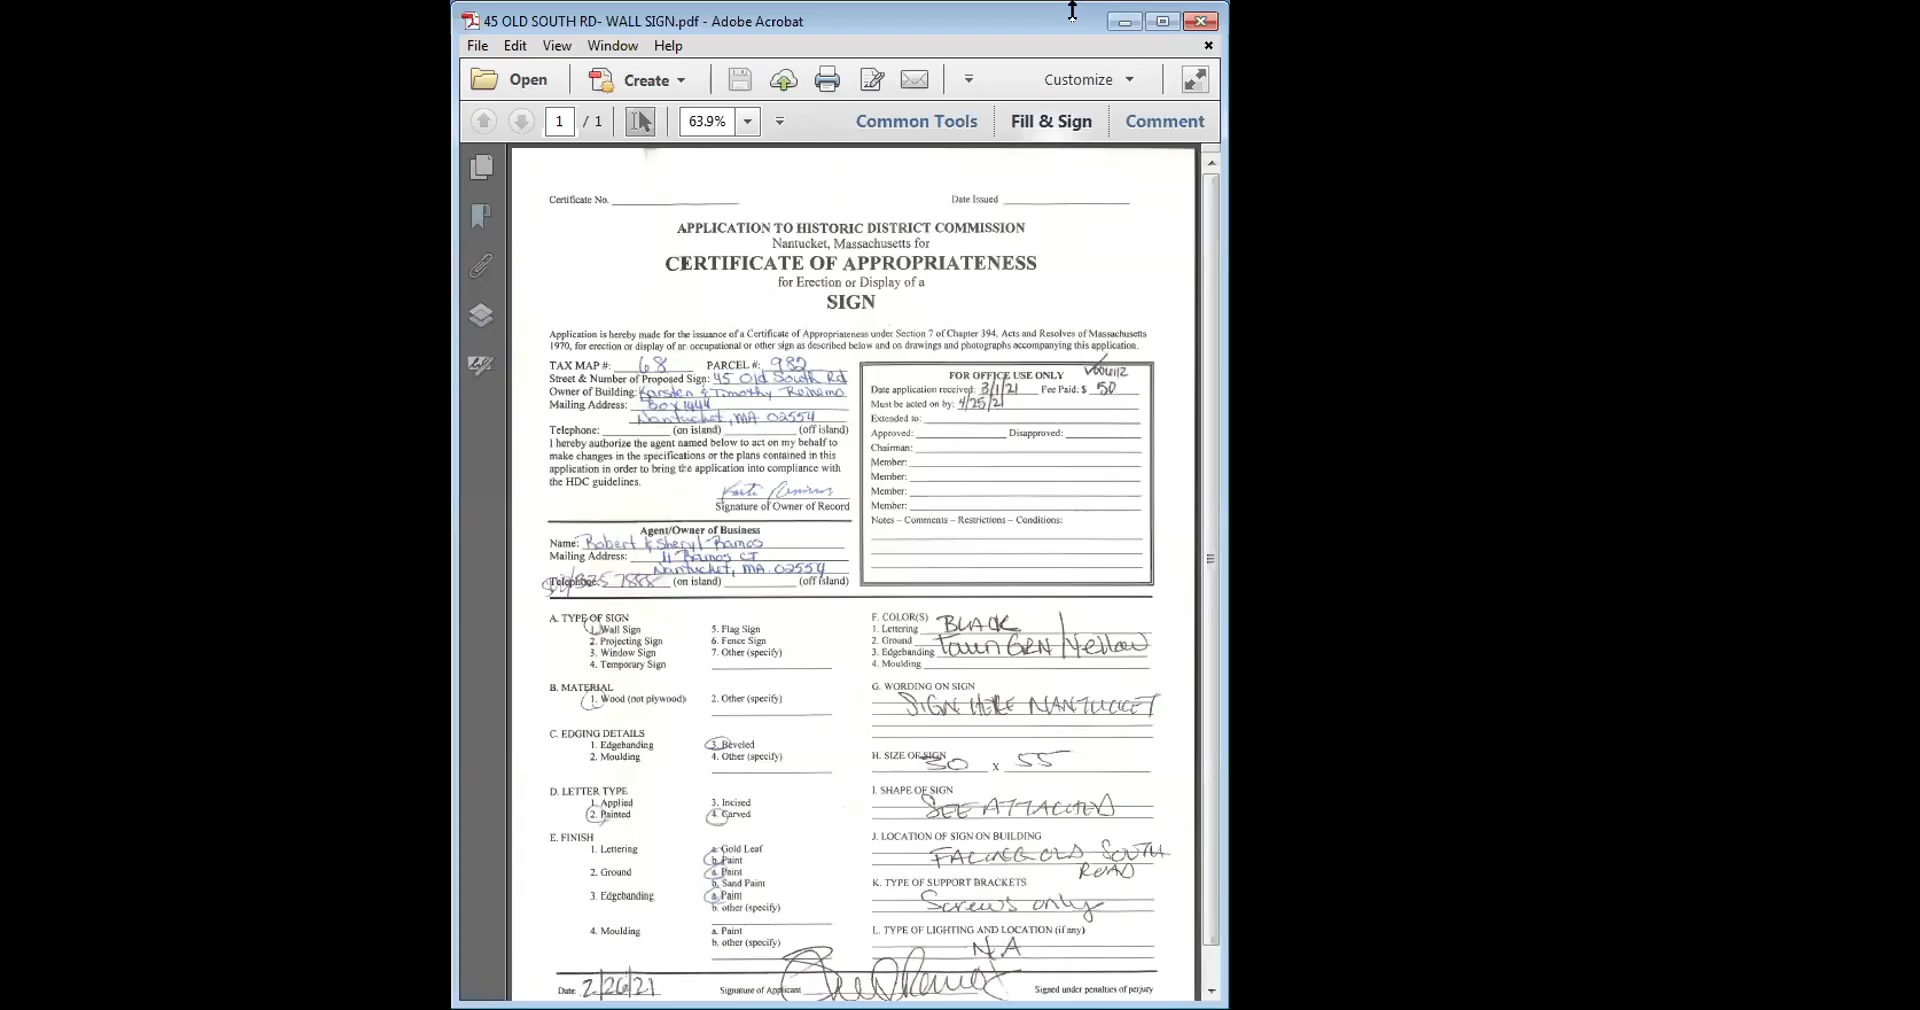 45 OLD SOUTH RD- WALL SIGN.pdf - Adobe Acrobat
File Edit View Window Help
Open Create Customize
1 / 1 63.9% Common Tools Fill & Sign Comment
Certificate No. Date Issued
APPLICATION TO HISTORIC DISTRICT COMMISSION
Nantucket, Massachusetts for
CERTIFICATE OF APPROPRIATENESS
for Erection or Display of a
SIGN
Application is hereby made for the issuance of a Certificate of Appropriateness under Section 7 of Chapter 394, Acts and Resolves of Massachusetts
1970, for erection or display of an occupational or other sign as described below and on drawings and photographs accompanying this application.
TAX MAP #: 68 PARCEL #: 982
Street & Number of Proposed Sign: 45 Old South Rd
Owner of Building: Karsten & Timothy Reinemo
Mailing Address: Box 1444
Nantucket, MA 02554
Telephone: (on island) (off island)
I hereby authorize the agent named below to act on my behalf to
make changes in the specifications or the plans contained in this
application in order to bring the application into compliance with
the HDC guidelines.
Signature of Owner of Record
Agent/Owner of Business
Name: Robert & Sheryl Ramos
Mailing Address: 11 Ramos CT
Nantucket, MA 02554
Telephone: (on island) (off island)
FOR OFFICE USE ONLY
Date application received: 3/1/21 Fee Paid: $ 50
Must be acted on by: 4/25/21
Extended to:
Approved: Disapproved:
Chairman:
Member:
Member:
Member:
Member:
Notes – Comments – Restrictions – Conditions:
A. TYPE OF SIGN
1. Wall Sign 5. Flag Sign
2. Projecting Sign 6. Fence Sign
3. Window Sign 7. Other (specify)
4. Temporary Sign
B. MATERIAL
1. Wood (not plywood) 2. Other (specify)
C. EDGING DETAILS
1. Edgebanding 3. Beveled
2. Moulding 4. Other (specify)
D. LETTER TYPE
1. Applied 3. Incised
2. Painted 4. Carved
E. FINISH
1. Lettering a. Gold Leaf
b. Paint
2. Ground a. Paint
b. Sand Paint
3. Edgebanding a. Paint
b. other (specify)
4. Moulding a. Paint
b. other (specify)
F. COLOR(S)
1. Lettering BLACK
2. Ground Town GRN / Yellow
3. Edgebanding
4. Moulding
G. WORDING ON SIGN
SIGN HERE NANTUCKET
H. SIZE OF SIGN
30 x 55
I. SHAPE OF SIGN
SEE ATTACHED
J. LOCATION OF SIGN ON BUILDING
FACING OLD SOUTH
ROAD
K. TYPE OF SUPPORT BRACKETS
Screws only
L. TYPE OF LIGHTING AND LOCATION (if any)
N.A
Date: 2/26/21 Signature of Applicant Signed under penalties of perjury